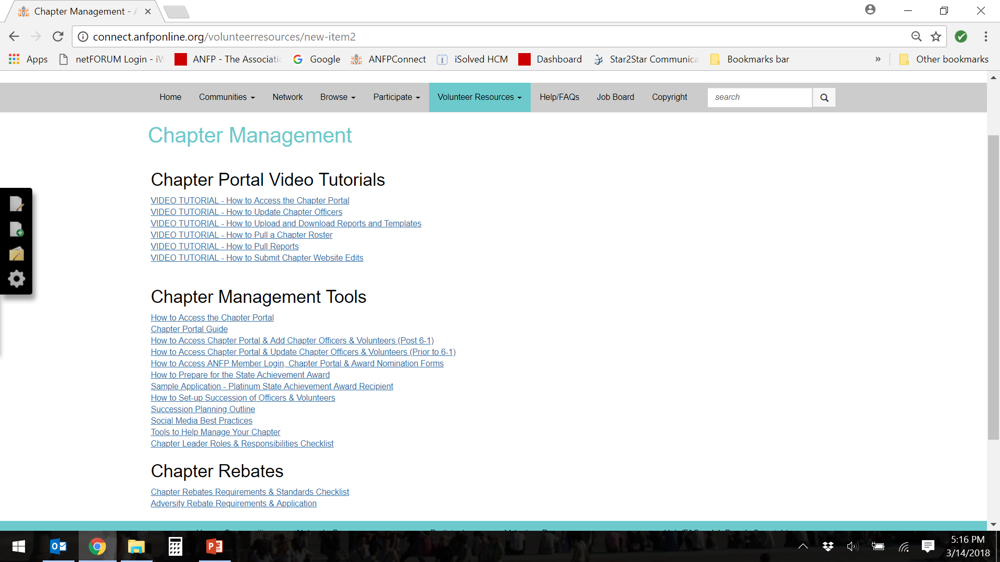 Chapter Management - A
connect.anfponline.org/volunteerresources/new-item2
Apps netFORUM Login - iW ANFP - The Associatio Google ANFPConnect iSolved HCM Dashboard Star2Star Communica Bookmarks bar » Other bookmarks
Home Communities Network Browse Participate Volunteer Resources Help/FAQs Job Board Copyright search
Chapter Management
Chapter Portal Video Tutorials
VIDEO TUTORIAL - How to Access the Chapter Portal
VIDEO TUTORIAL - How to Update Chapter Officers
VIDEO TUTORIAL - How to Upload and Download Reports and Templates
VIDEO TUTORIAL - How to Pull a Chapter Roster
VIDEO TUTORIAL - How to Pull Reports
VIDEO TUTORIAL - How to Submit Chapter Website Edits
Chapter Management Tools
How to Access the Chapter Portal
Chapter Portal Guide
How to Access Chapter Portal & Add Chapter Officers & Volunteers (Post 6-1)
How to Access Chapter Portal & Update Chapter Officers & Volunteers (Prior to 6-1)
How to Access ANFP Member Login, Chapter Portal & Award Nomination Forms
How to Prepare for the State Achievement Award
Sample Application - Platinum State Achievement Award Recipient
How to Set-up Succession of Officers & Volunteers
Succession Planning Outline
Social Media Best Practices
Tools to Help Manage Your Chapter
Chapter Leader Roles & Responsibilities Checklist
Chapter Rebates
Chapter Rebates Requirements & Standards Checklist
Adversity Rebate Requirements & Application
5:16 PM
3/14/2018